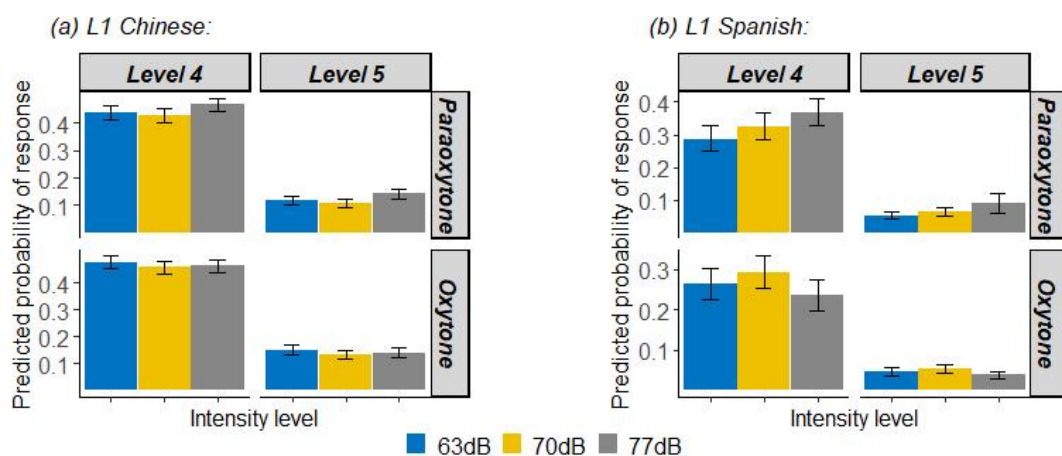 (a) L1 Chinese:
Level 4
Level 5
Predicted probability of response
0.4
0.3
0.2
0.1
Paraoxytone
0.4
0.3
0.2
0.1
Oxytone
Intensity level
(b) L1 Spanish:
Level 4
Level 5
Predicted probability of response
0.4
0.3
0.1
Paraoxytone
0.3
0.2
0.1
Oxytone
Intensity level
63dB 70dB 77dB